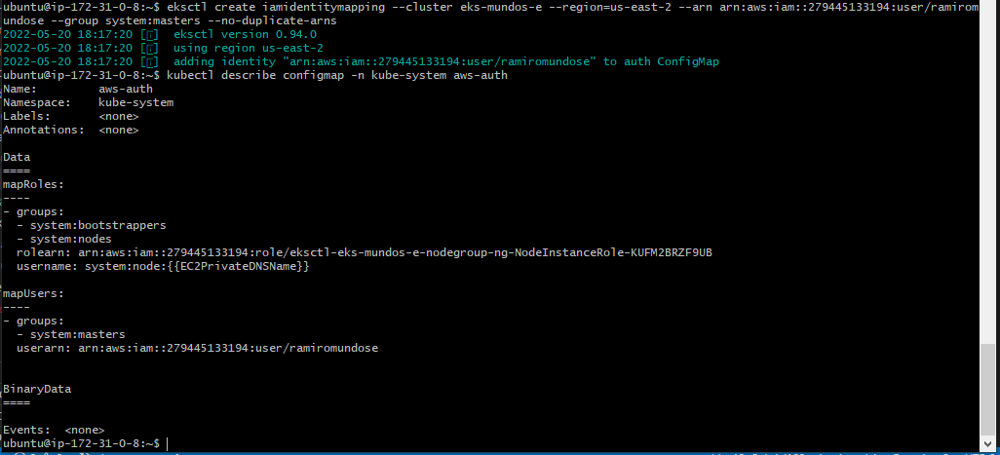 ubuntu@ip-172-31-0-8:~$ eksctl create iamidentitymapping --cluster eks-mundos-e --region=us-east-2 --arn arn:aws:iam::279445133194:user/ramirom
undose --group system:masters --no-duplicate-arns
2022-05-20 18:17:20 [ ]  eksctl version 0.94.0
2022-05-20 18:17:20 [ ]  using region us-east-2
2022-05-20 18:17:20 [ ]  adding identity "arn:aws:iam::279445133194:user/ramiromundose" to auth ConfigMap
ubuntu@ip-172-31-0-8:~$ kubectl describe configmap -n kube-system aws-auth
Name:         aws-auth
Namespace:    kube-system
Labels:       <none>
Annotations:  <none>

Data
====
mapRoles:
----
- groups:
  - system:bootstrappers
  - system:nodes
  rolearn: arn:aws:iam::279445133194:role/eksctl-eks-mundos-e-nodegroup-ng-NodeInstanceRole-KUFM2BRZF9UB
  username: system:node:{{EC2PrivateDNSName}}

mapUsers:
----
- groups:
  - system:masters
  userarn: arn:aws:iam::279445133194:user/ramiromundose


BinaryData
====

Events:  <none>
ubuntu@ip-172-31-0-8:~$